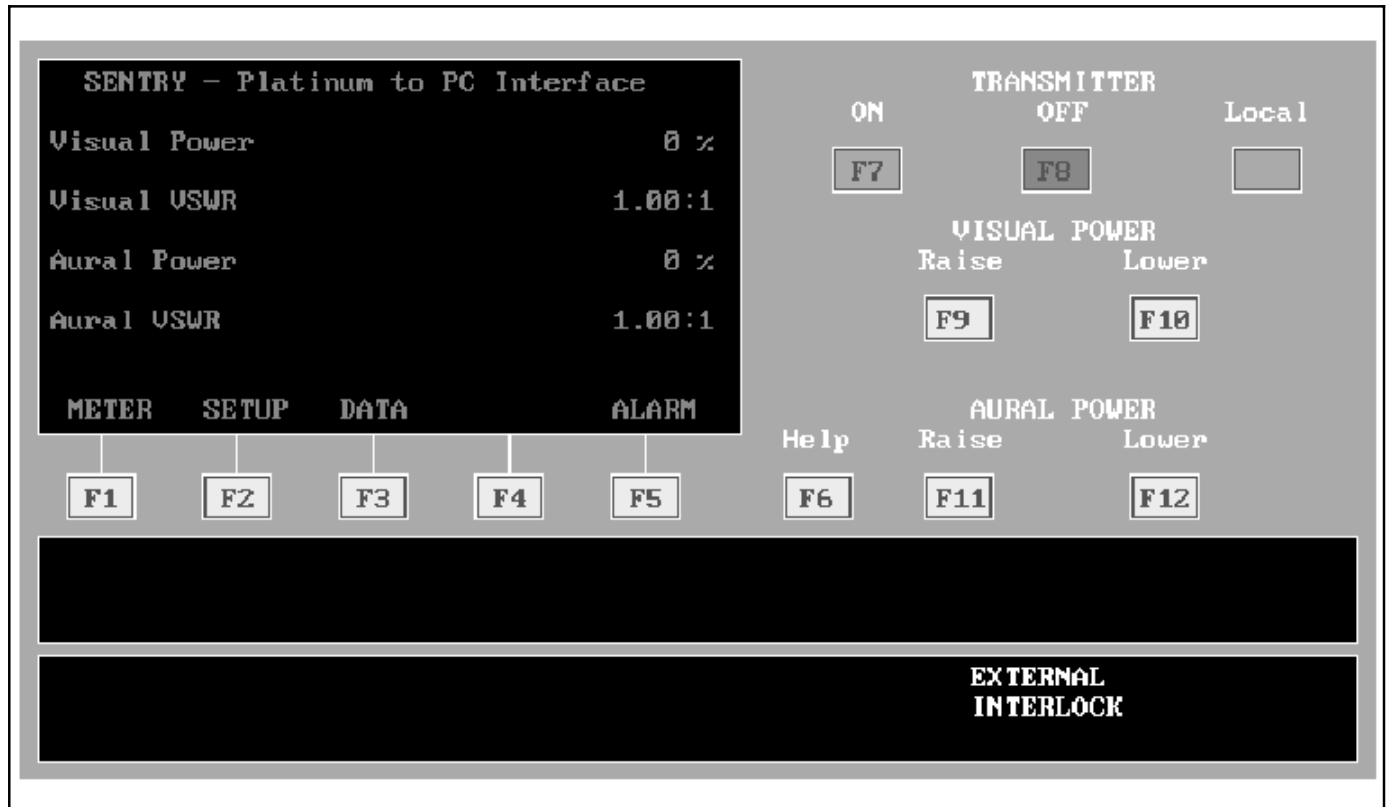 SENTRY - Platinum to PC Interface
Visual Power 0 %
Visual VSWR 1.00:1
Aural Power 0 %
Aural VSWR 1.00:1
METER SETUP DATA ALARM
F1 F2 F3 F4 F5
TRANSMITTER
ON OFF Local
F7 F8
VISUAL POWER
Raise Lower
F9 F10
AURAL POWER
Help Raise Lower
F6 F11 F12
EXTERNAL
INTERLOCK